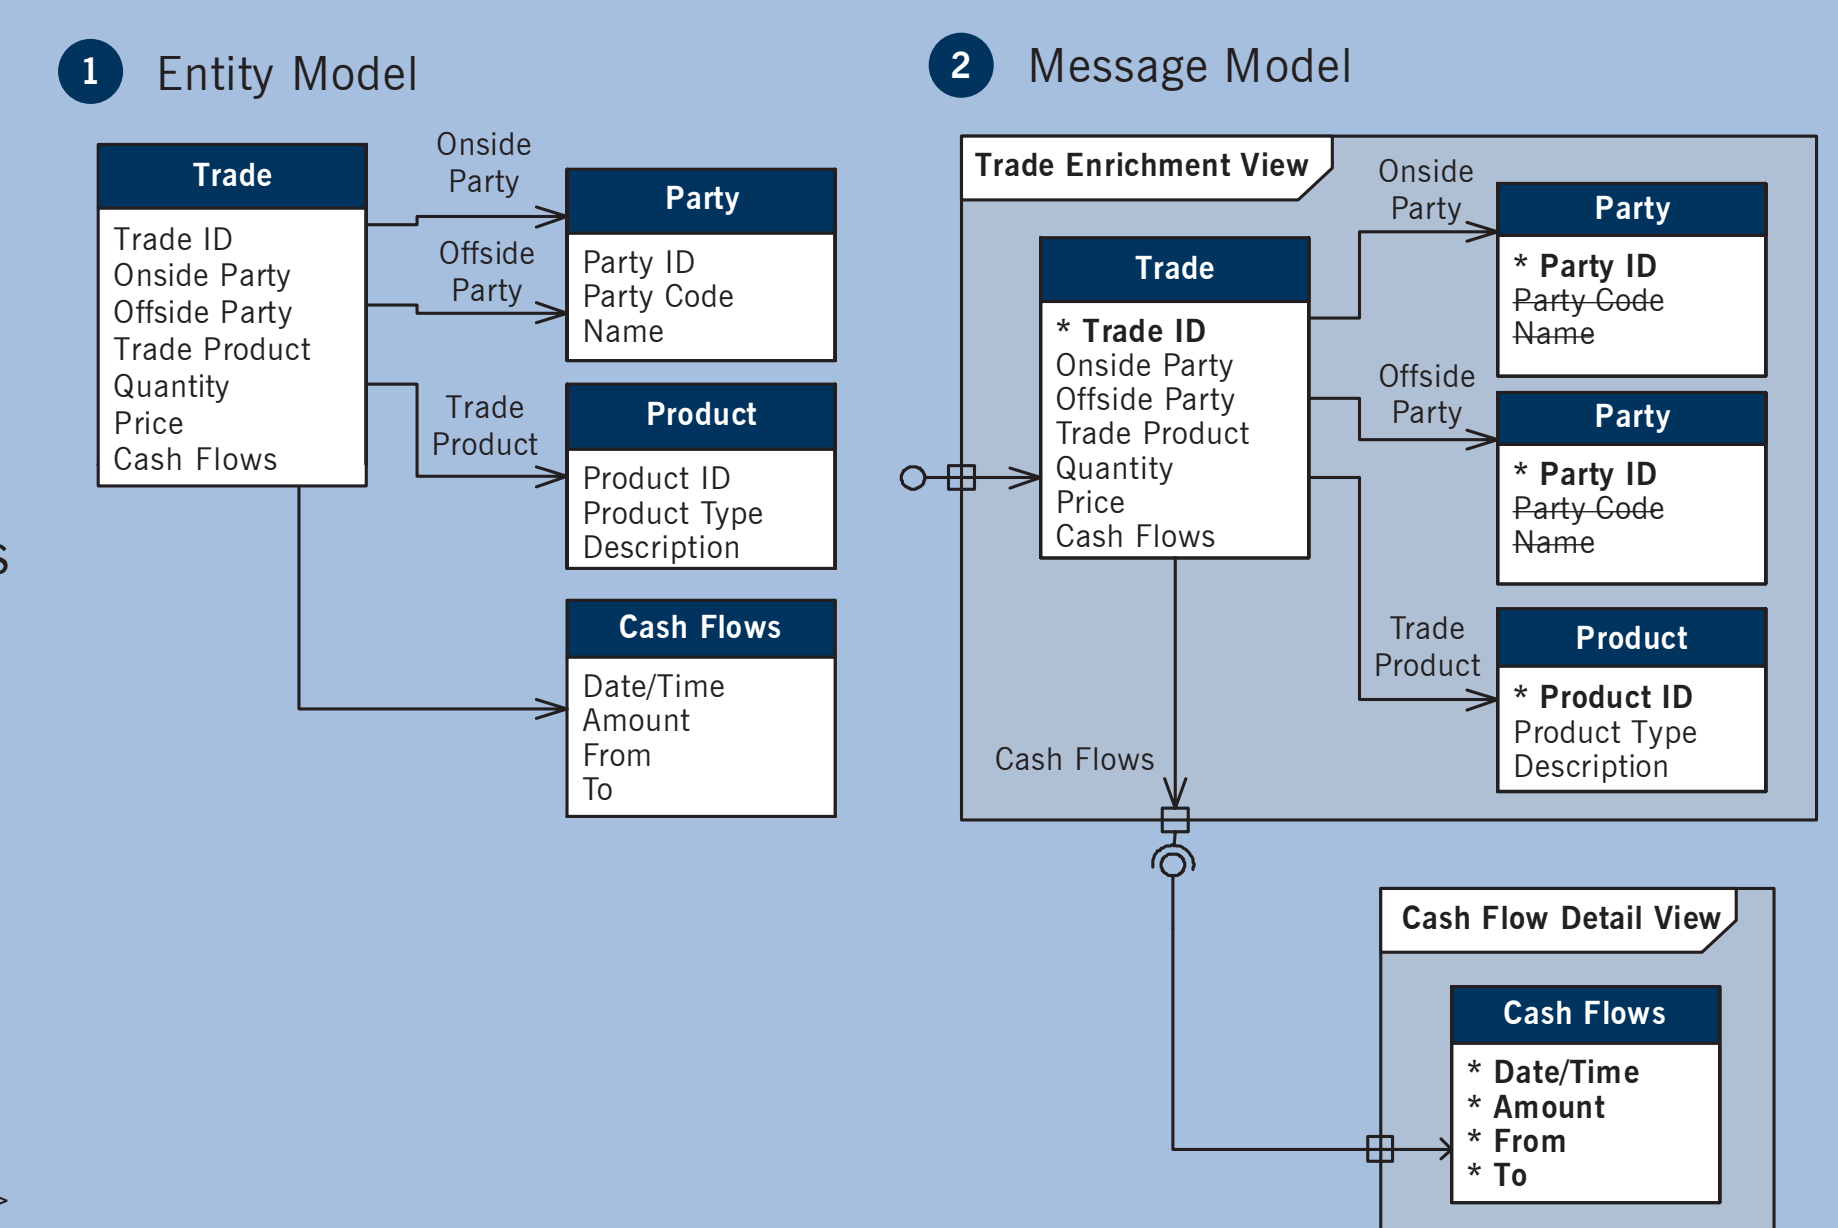 1 Entity Model
Trade
Trade ID
Onside Party
Offside Party
Trade Product
Quantity
Price
Cash Flows
Onside
Party
Offside
Party
Trade
Product
Party
Party ID
Party Code
Name
Product
Product ID
Product Type
Description
Cash Flows
Date/Time
Amount
From
To
s
>
2 Message Model
Trade Enrichment View
Trade
* Trade ID
Onside Party
Offside Party
Trade Product
Quantity
Price
Cash Flows
Onside
Party
Party
* Party ID
Party Code
Name
Offside
Party
Party
* Party ID
Party Code
Name
Trade
Product
Product
* Product ID
Product Type
Description
Cash Flows
Cash Flow Detail View
Cash Flows
* Date/Time
* Amount
* From
* To